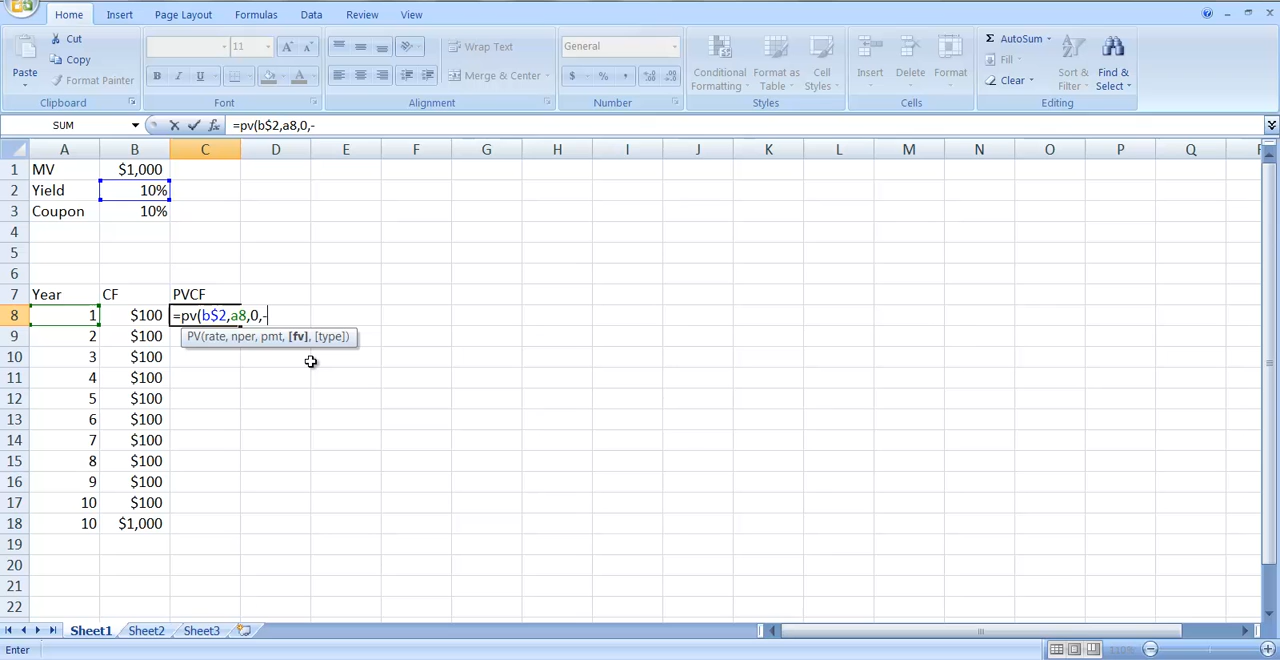 Home Insert Page Layout Formulas Data Review View
Cut
Copy
Format Painter
Paste
Clipboard
11
A A
B I U A
Font
Wrap Text
Merge & Center
Alignment
General
$ % ,
Number
Conditional Formatting
Format as Table
Cell Styles
Styles
Insert Delete Format
Cells
Σ AutoSum
Fill
Clear
Sort & Filter
Find & Select
Editing
SUM fx =pv(b$2,a8,0,-
A B C D E F G H I J K L M N O P Q
1 MV $1,000
2 Yield 10%
3 Coupon 10%
4
5
6
7 Year CF PVCF
8 1 $100 =pv(b$2,a8,0,-
PV(rate, nper, pmt, [fv], [type])
9 2 $100
10 3 $100
11 4 $100
12 5 $100
13 6 $100
14 7 $100
15 8 $100
16 9 $100
17 10 $100
18 10 $1,000
19
20
21
22
Sheet1 Sheet2 Sheet3
Enter